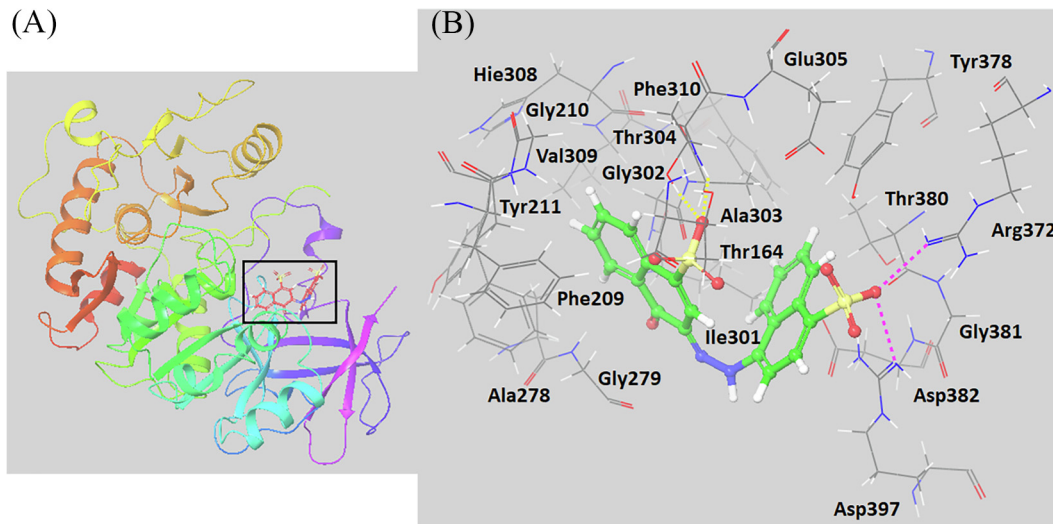 (A)
(B)
Hie308
Gly210
Phe310
Glu305
Tyr378
Thr304
Val309
Gly302
Tyr211
Ala303
Thr380
Arg372
Thr164
Phe209
Ile301
Gly381
Ala278
Gly279
Asp382
Asp397